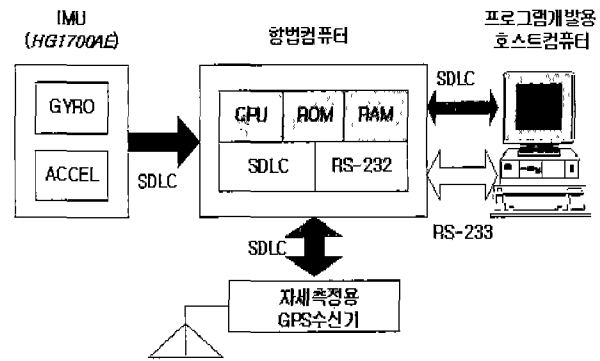 IMU
(HG1700AE)
항법컴퓨터
프로그램개발용
호스트컴퓨터
GYRO
ACCEL
SDLC
CPU
ROM
RAM
SDLC
RS-232
SDLC
RS-233
SDLC
자세측정용
GPS수신기